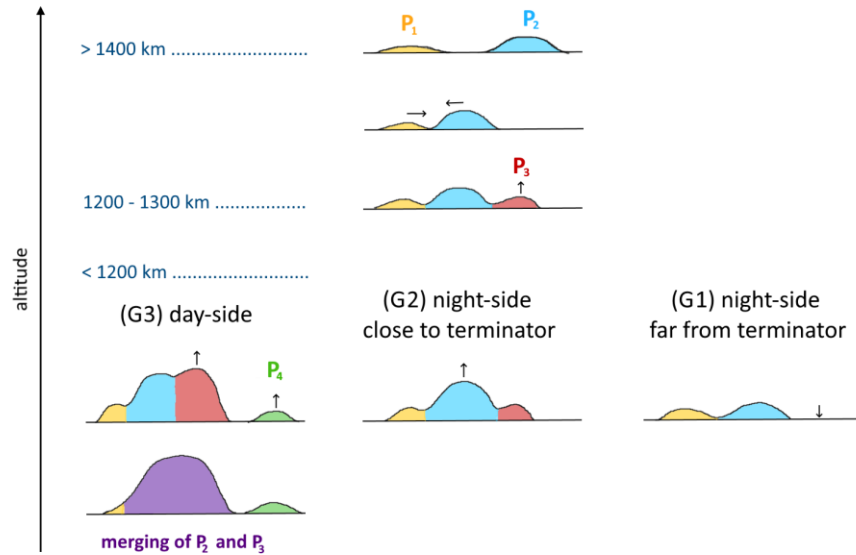 P1 P2
> 1400 km ..................
P3
1200 - 1300 km ............
< 1200 km .................
altitude
(G3) day-side
(G2) night-side
close to terminator
(G1) night-side
far from terminator
P4
merging of P2 and P3